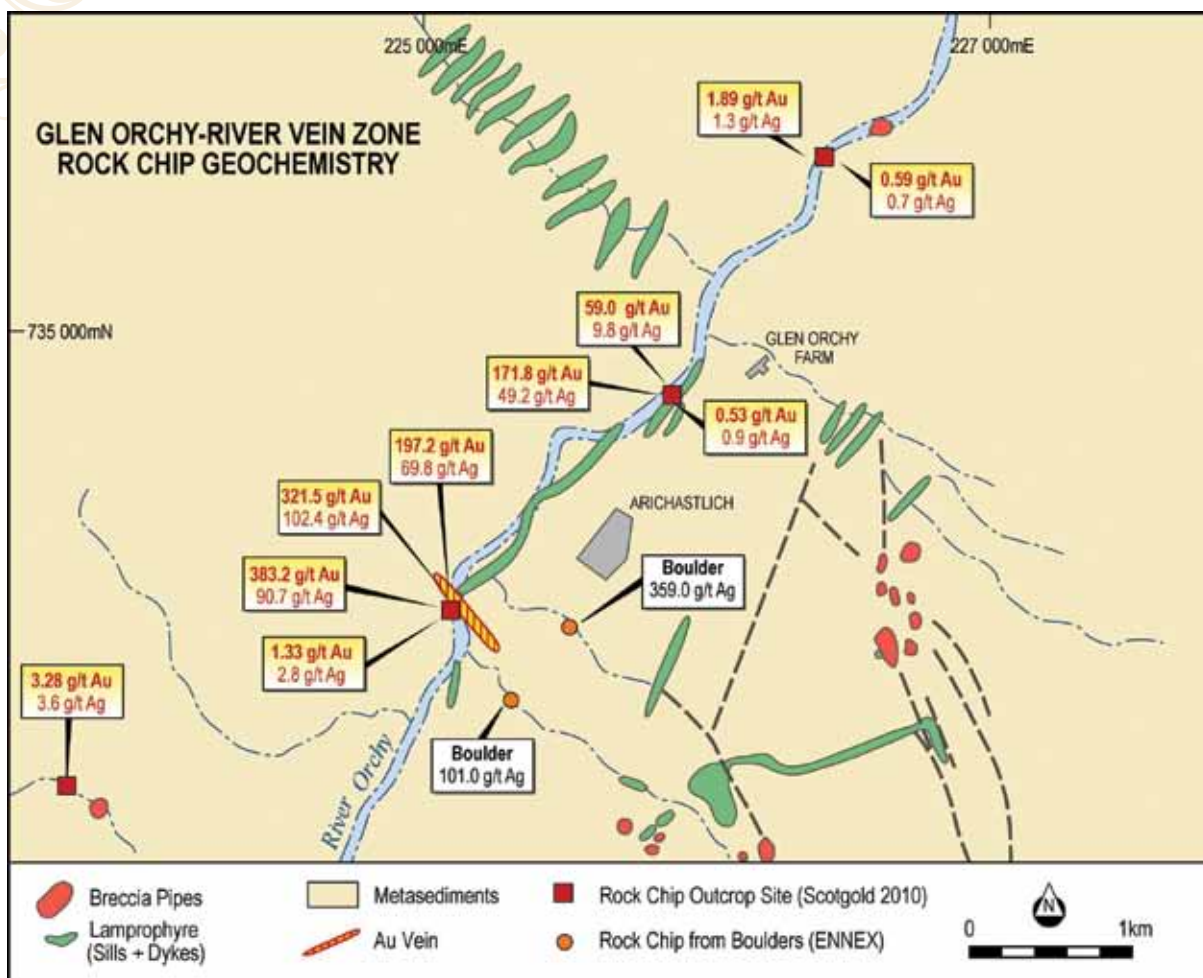 225 000mE
227 000mE
GLEN ORCHY-RIVER VEIN ZONE
ROCK CHIP GEOCHEMISTRY
1.89 g/t Au
1.3 g/t Ag
0.59 g/t Au
0.7 g/t Ag
735 000mN
59.0 g/t Au
9.8 g/t Ag
GLEN ORCHY
FARM
171.8 g/t Au
49.2 g/t Ag
0.53 g/t Au
0.9 g/t Ag
197.2 g/t Au
69.8 g/t Ag
321.5 g/t Au
102.4 g/t Ag
ARICHASTLICH
383.2 g/t Au
90.7 g/t Ag
Boulder
359.0 g/t Ag
1.33 g/t Au
2.8 g/t Ag
3.28 g/t Au
3.6 g/t Ag
Boulder
101.0 g/t Ag
River Orchy
Breccia Pipes
Lamprophyre
(Sills + Dykes)
Metasediments
Au Vein
Rock Chip Outcrop Site (Scotgold 2010)
Rock Chip from Boulders (ENNEX)
N
0
1km